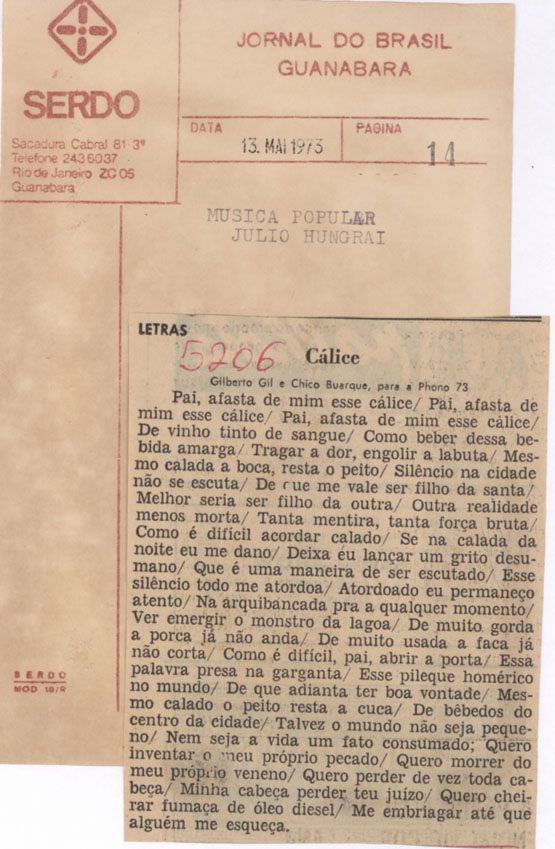 SERDO
Sacadura Cabral 81 3º
Telefone 243 6037
Rio de Janeiro ZC 05
Guanabara
JORNAL DO BRASIL
GUANABARA
DATA
13. MAI 1973
PAGINA
14
MUSICA POPULAR
JULIO HUNGRAI
LETRAS
5206
Cálice
Gilberto Gil e Chico Buarque, para a Phono 73
Pai, afasta de mim esse cálice/ Pai, afasta de
mim esse cálice/ Pai, afasta de mim esse cálice/
De vinho tinto de sangue/ Como beber dessa be-
bida amarga/ Tragar a dor, engolir a labuta/ Mes-
mo calada a boca, resta o peito/ Silêncio na cidade
não se escuta/ De que me vale ser filho da santa/
Melhor seria ser filho da outra/ Outra realidade
menos morta/ Tanta mentira, tanta força bruta/
Como é difícil acordar calado/ Se na calada da
noite eu me dano/ Deixa eu lançar um grito desu-
mano/ Que é uma maneira de ser escutado/ Esse
silêncio todo me atordoa/ Atordoado eu permaneço
atento/ Na arquibancada pra a qualquer momento/
Ver emergir o monstro da lagoa/ De muito gorda
a porca já não anda/ De muito usada a faca já
não corta/ Como é difícil, pai, abrir a porta/ Essa
palavra presa na garganta/ Esse pileque homérico
no mundo/ De que adianta ter boa vontade/ Mes-
mo calado o peito resta a cuca/ De bêbedos do
centro da cidade/ Talvez o mundo não seja peque-
no/ Nem seja a vida um fato consumado; Quero
inventar o meu próprio pecado/ Quero morrer do
meu próprio veneno/ Quero perder de vez toda ca-
beça/ Minha cabeça perder teu juízo/ Quero chei-
rar fumaça de óleo diesel/ Me embriagar até que
alguém me esqueça.
SERDO
MOD 19/R